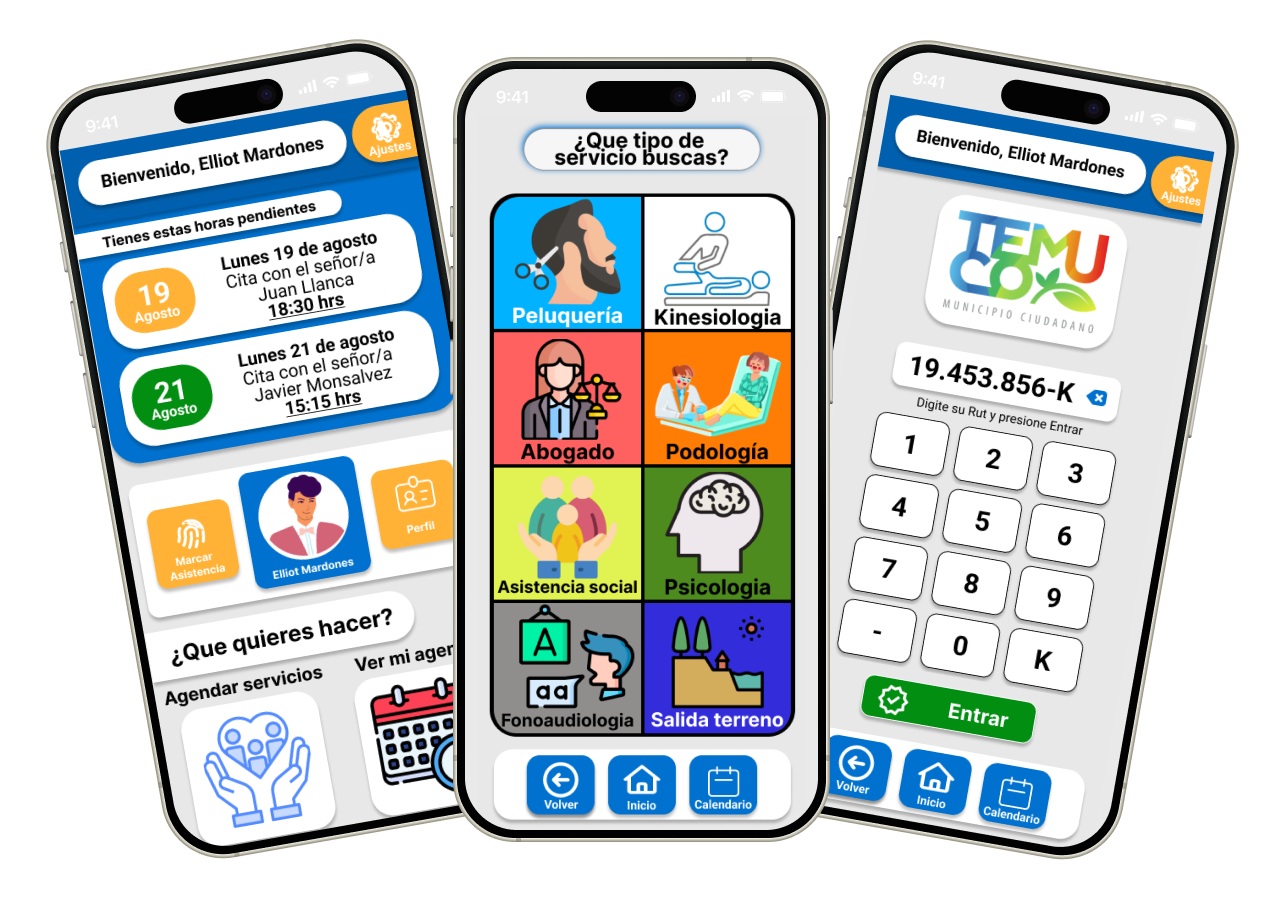 9:41
Bienvenido, Elliot Mardones
Ajustes
Tienes estas horas pendientes
19
Agosto
Lunes 19 de agosto
Cita con el señor/a
Juan Llanca
18:30 hrs
21
Agosto
Lunes 21 de agosto
Cita con el señor/a
Javier Monsalvez
15:15 hrs
Marcar
Asistencia
Elliot Mardones
Perfil
¿Que quieres hacer?
Agendar servicios
Ver mi agen
9:41
¿Que tipo de
servicio buscas?
Peluquería
Kinesiologia
Abogado
Podología
Asistencia social
Psicologia
A
aa
Fonoaudiologia
Salida terreno
Volver
Inicio
Calendario
9:41
Bienvenido, Elliot Mardones
Ajustes
TEMU
CO
MUNICIPIO CIUDADANO
19.453.856-K
Digite su Rut y presione Entrar
1 2 3
4 5 6
7 8 9
- 0 K
Entrar
Volver
Inicio
Calendario